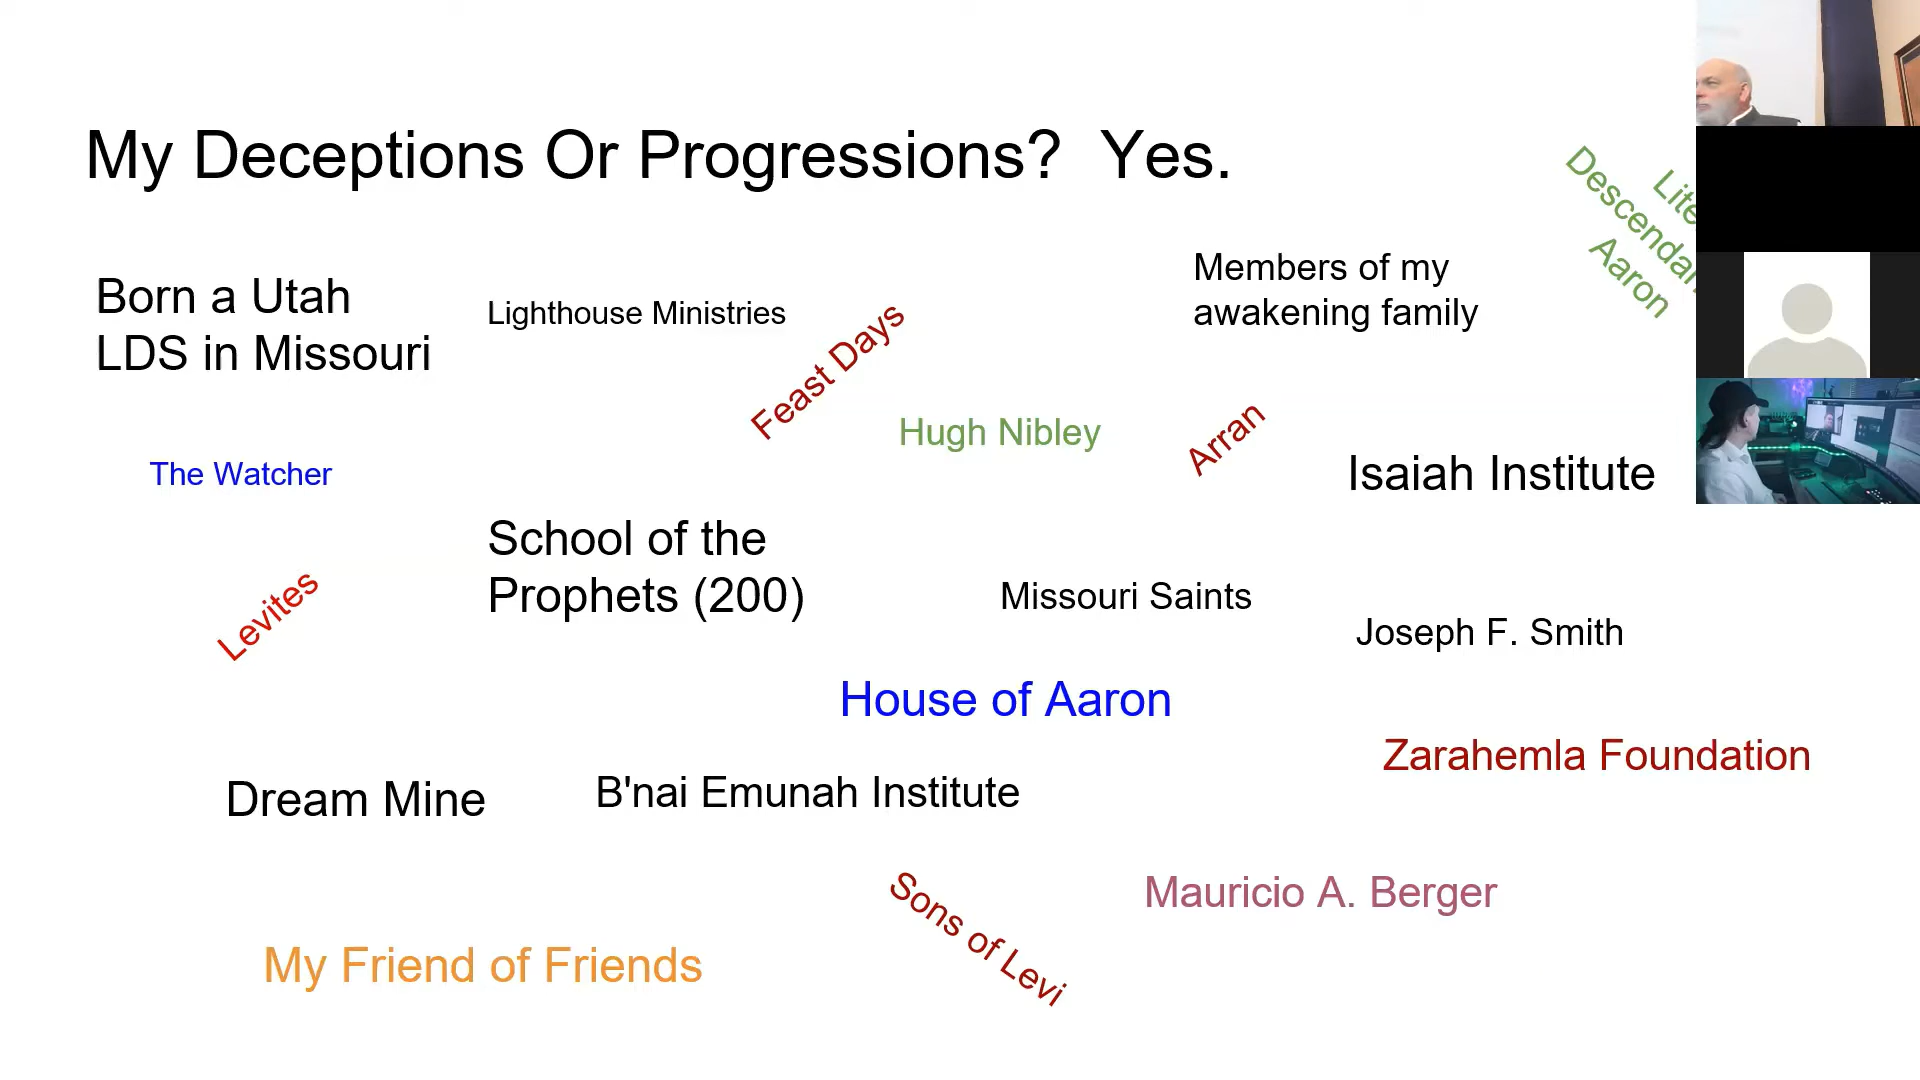 My Deceptions Or Progressions? Yes.
Born a Utah
LDS in Missouri
Lighthouse Ministries
Feast Days
Members of my
awakening family
Aaron
Hugh Nibley
Arran
Isaiah Institute
The Watcher
School of the
Prophets (200)
Levites
Missouri Saints
Joseph F. Smith
House of Aaron
Zarahemla Foundation
Dream Mine
B'nai Emunah Institute
Sons of Levi
Mauricio A. Berger
My Friend of Friends